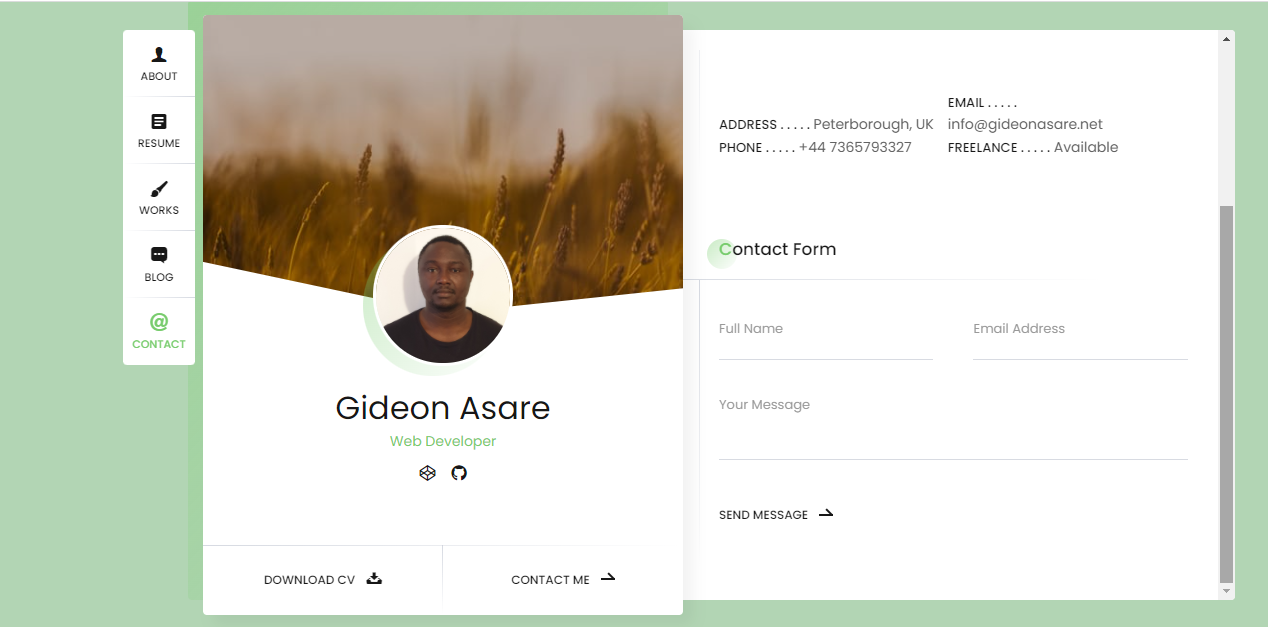 ABOUT
RESUME
WORKS
BLOG
@
CONTACT
Gideon Asare
Web Developer
DOWNLOAD CV
CONTACT ME
ADDRESS . . . . . Peterborough, UK
PHONE . . . . . +44 7365793327
EMAIL . . . . .
info@gideonasare.net
FREELANCE . . . . . Available
Contact Form
Full Name
Email Address
Your Message
SEND MESSAGE